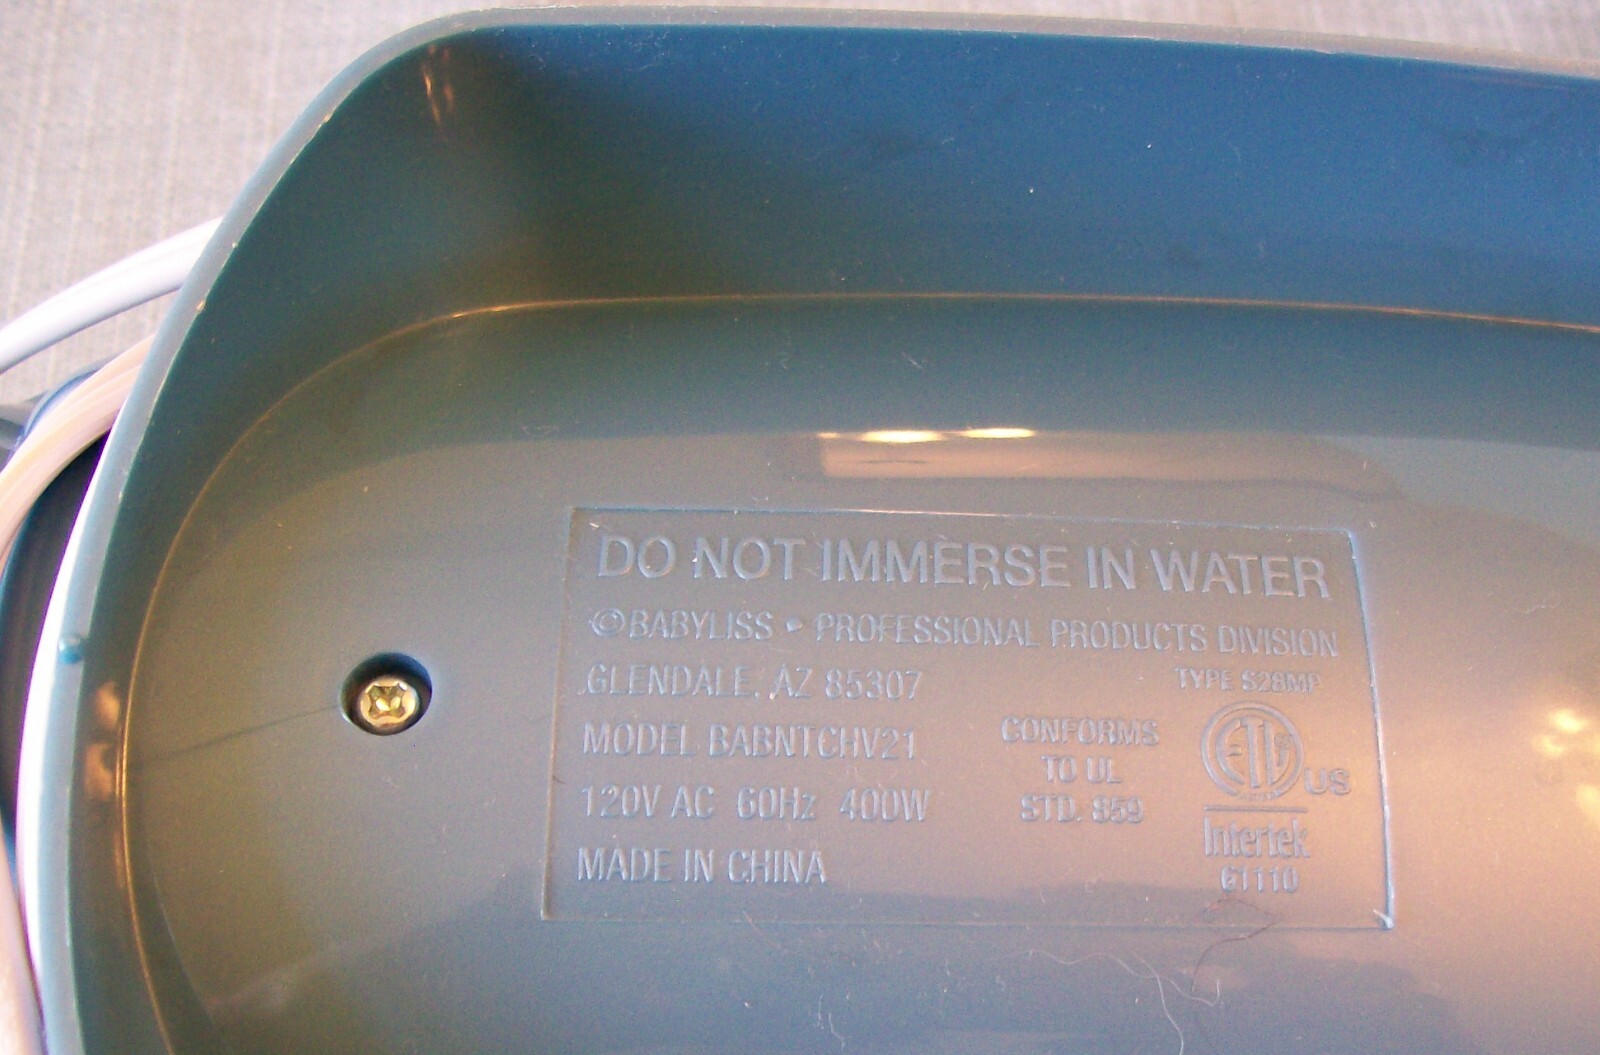 DO NOT IMMERSE IN WATER
©BABYLISS • PROFESSIONAL PRODUCTS DIVISION
GLENDALE, AZ 85307
TYPE S28MP
MODEL BABNTCHV21
CONFORMS
TO UL
STD. 859
ETL US
120V AC 60Hz 400W
Intertek
61110
MADE IN CHINA